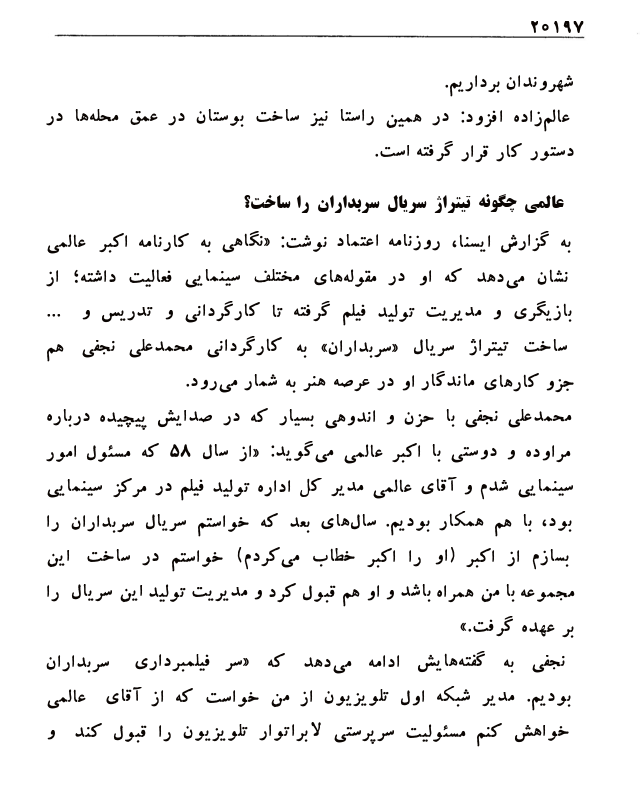 ۲۰۱۹۷
شهروندان برداریم.
عالم‌زاده افزود: در همین راستا نیز ساخت بوستان در عمق محله‌ها در
دستور کار قرار گرفته است.
عالمی چگونه تیتراژ سریال سربداران را ساخت؟
به گزارش ایسنا، روزنامه اعتماد نوشت: «نگاهی به کارنامه اکبر عالمی
نشان می‌دهد که او در مقوله‌های مختلف سینمایی فعالیت داشته؛ از
بازیگری و مدیریت تولید فیلم گرفته تا کارگردانی و تدریس و ...
ساخت تیتراژ سریال «سربداران» به کارگردانی محمدعلی نجفی هم
جزو کارهای ماندگار او در عرصه هنر به شمار می‌رود.
محمدعلی نجفی با حزن و اندوهی بسیار که در صدایش پیچیده درباره
مراوده و دوستی با اکبر عالمی می‌گوید: «از سال ۵۸ که مسئول امور
سینمایی شدم و آقای عالمی مدیر کل اداره تولید فیلم در مرکز سینمایی
بود، با هم همکار بودیم. سال‌های بعد که خواستم سریال سربداران را
بسازم از اکبر (او را اکبر خطاب می‌کردم) خواستم در ساخت این
مجموعه با من همراه باشد و او هم قبول کرد و مدیریت تولید این سریال را
بر عهده گرفت.»
نجفی به گفته‌هایش ادامه می‌دهد که «سر فیلمبرداری سربداران
بودیم. مدیر شبکه اول تلویزیون از من خواست که از آقای عالمی
خواهش کنم مسئولیت سرپرستی لابراتوار تلویزیون را قبول کند و